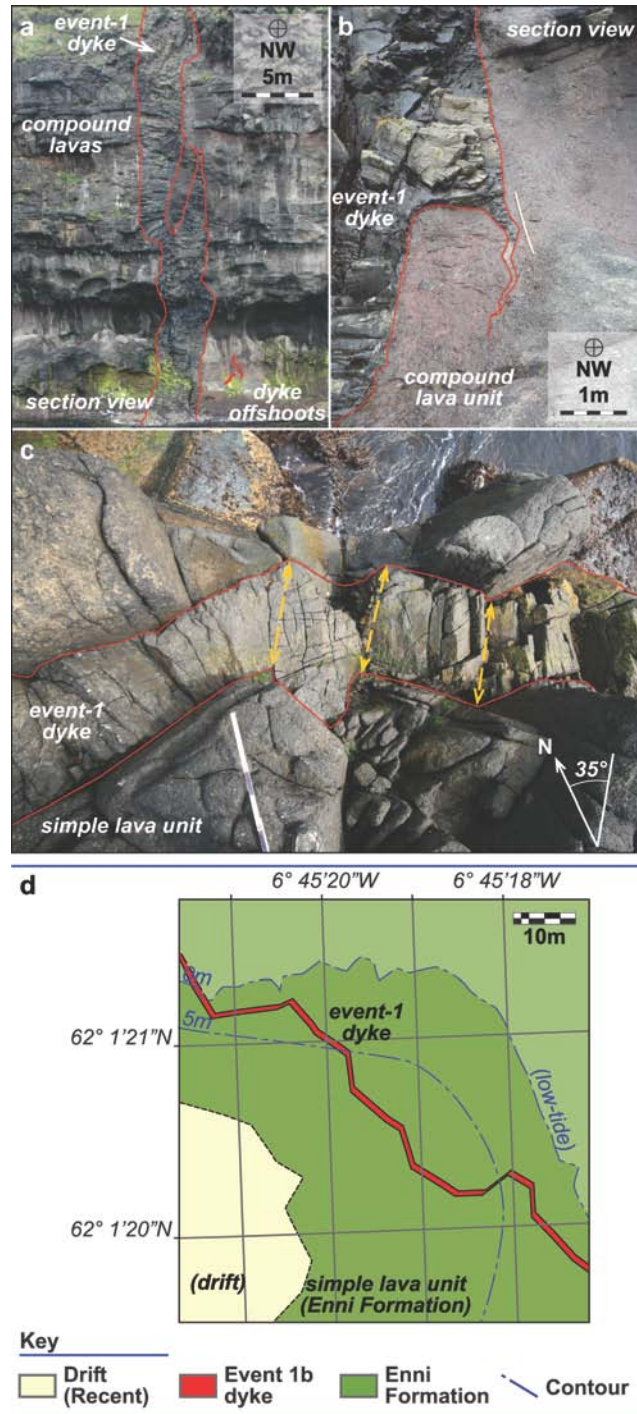 a
event-1
dyke
NW
5m
compound
lavas
section view
dyke
offshoots
b
section view
event-1
dyke
NW
1m
compound
lava unit
c
event-1
dyke
simple lava unit
N
35°
d
6° 45’20”W 6° 45’18”W
10m
0m
event-1
dyke
5m
62° 1’21”N
(low-tide)
62° 1’20”N
(drift)
simple lava unit
(Enni Formation)
Key
Drift
(Recent)
Event 1b
dyke
Enni
Formation
Contour